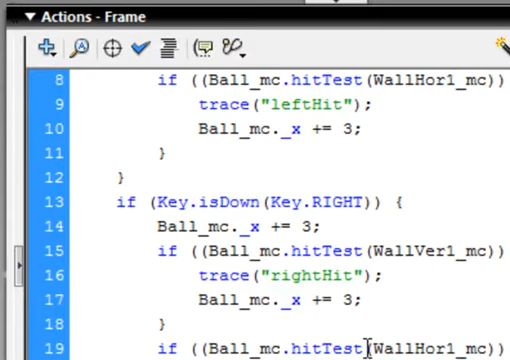 Actions - Frame
8 if ((Ball_mc.hitTest(WallHor1_mc))
9 trace("leftHit");
10 Ball_mc._x += 3;
11 }
12 }
13 if (Key.isDown(Key.RIGHT)) {
14 Ball_mc._x += 3;
15 if ((Ball_mc.hitTest(WallVer1_mc))
16 trace("rightHit");
17 Ball_mc._x += 3;
18 }
19 if ((Ball_mc.hitTest(WallHor1_mc))